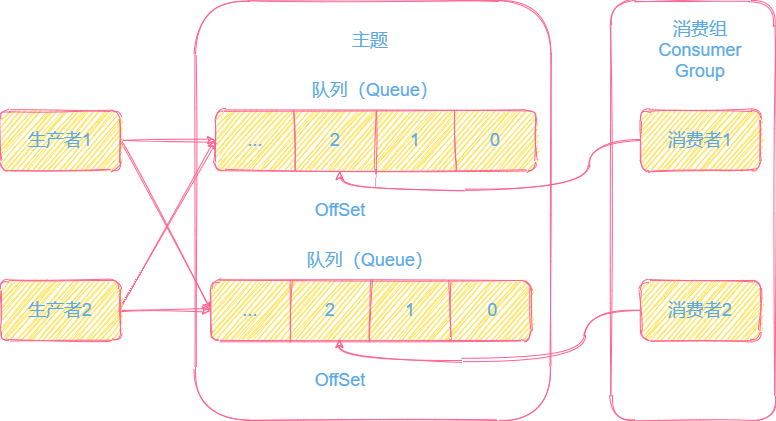 主题
消费组
Consumer
Group
队列（Queue）
生产者1
... 2 1 0
消费者1
OffSet
队列（Queue）
生产者2
... 2 1 0
消费者2
OffSet